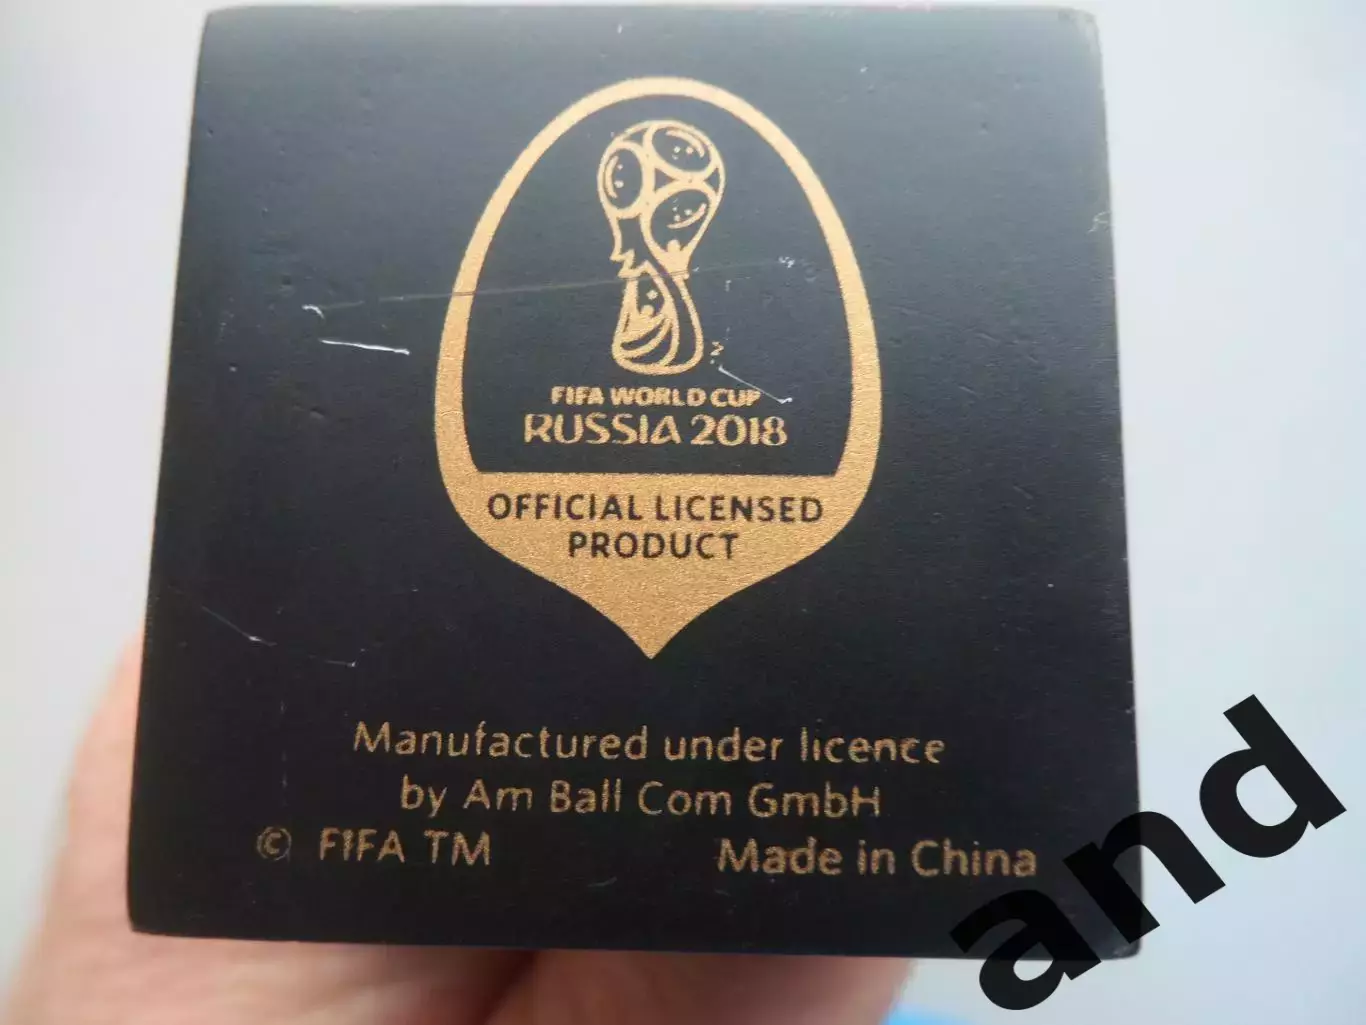 FIFA WORLD CUP
RUSSIA 2018
OFFICIAL LICENSED
PRODUCT
Manufactured under licence
by Am Ball Com GmbH
© FIFA TM Made in China
and